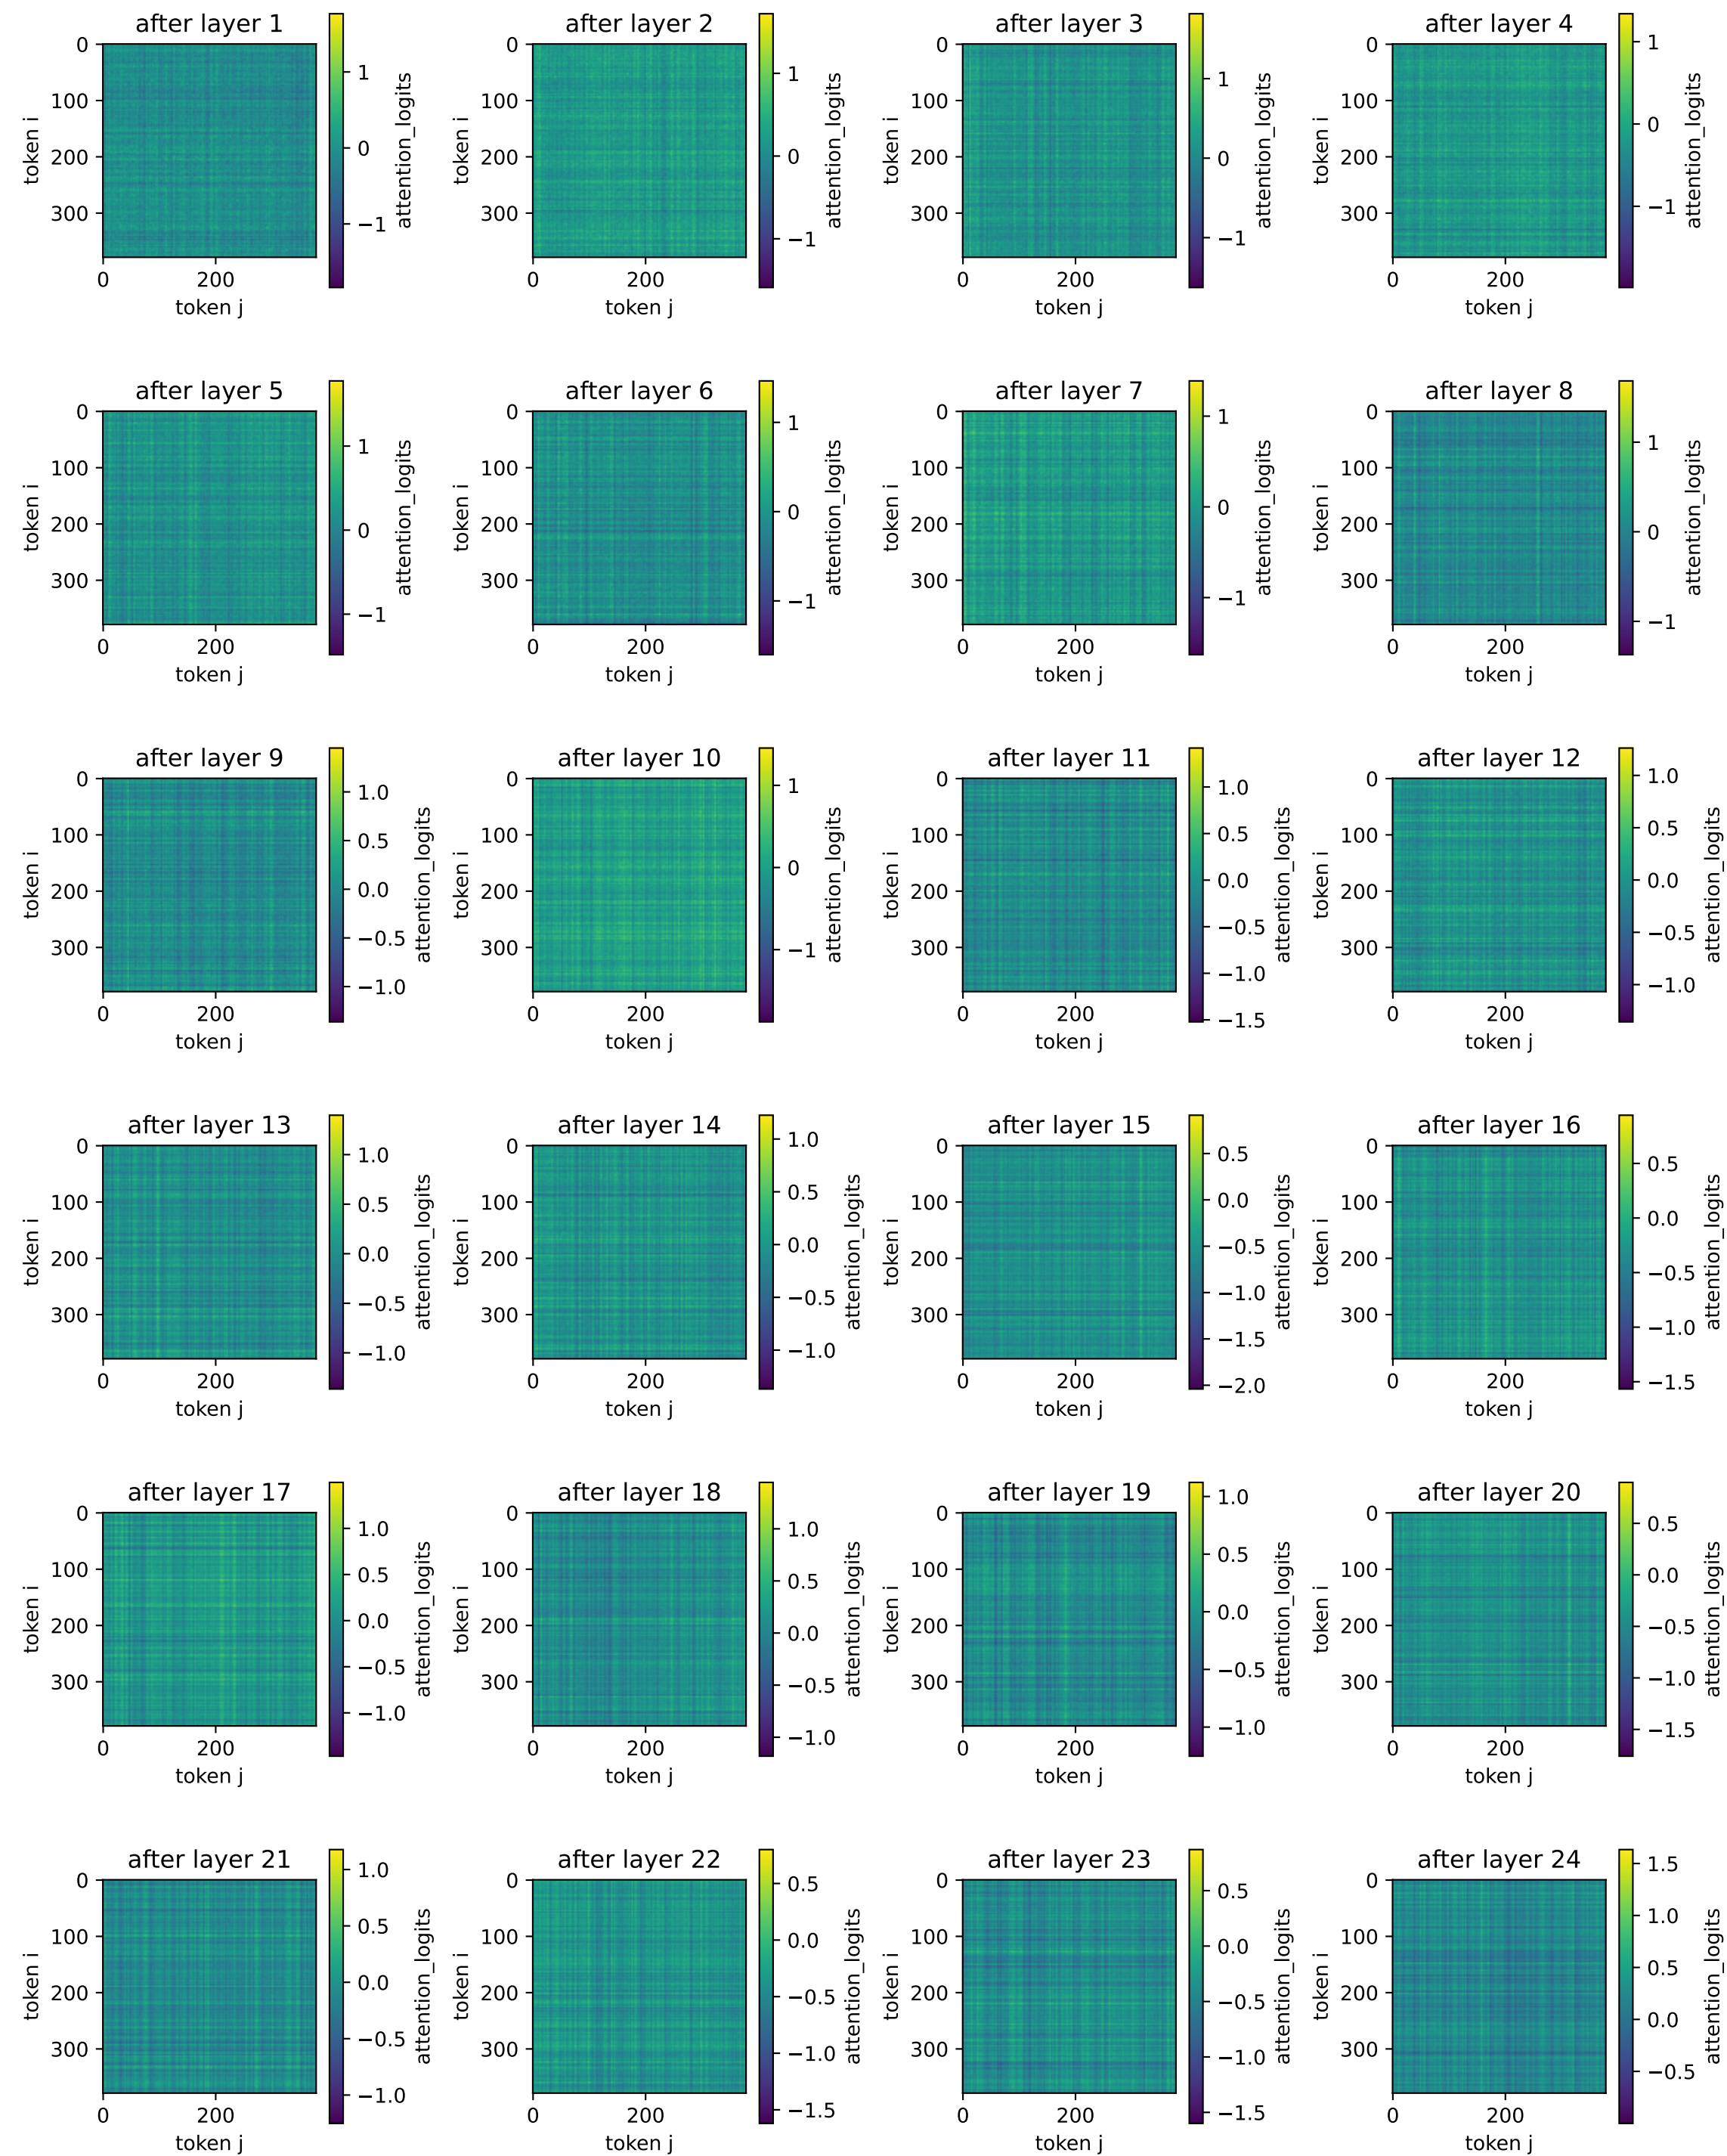 after layer 1
after layer 2
after layer 3
after layer 4
0
100
200
300
token i
0
200
token j
1
0
−1
attention_logits
0
100
200
300
token i
0
200
token j
1
0
−1
attention_logits
0
100
200
300
token i
0
200
token j
1
0
−1
attention_logits
0
100
200
300
token i
0
200
token j
1
0
−1
attention_logits
after layer 5
after layer 6
after layer 7
after layer 8
0
100
200
300
token i
0
200
token j
1
0
−1
attention_logits
0
100
200
300
token i
0
200
token j
1
0
−1
attention_logits
0
100
200
300
token i
0
200
token j
1
0
−1
attention_logits
0
100
200
300
token i
0
200
token j
1
0
−1
attention_logits
after layer 9
after layer 10
after layer 11
after layer 12
0
100
200
300
token i
0
200
token j
1.0
0.5
0.0
−0.5
−1.0
attention_logits
0
100
200
300
token i
0
200
token j
1
0
−1
attention_logits
0
100
200
300
token i
0
200
token j
1.0
0.5
0.0
−0.5
−1.0
−1.5
attention_logits
0
100
200
300
token i
0
200
token j
1.0
0.5
0.0
−0.5
−1.0
attention_logits
after layer 13
after layer 14
after layer 15
after layer 16
0
100
200
300
token i
0
200
token j
1.0
0.5
0.0
−0.5
−1.0
attention_logits
0
100
200
300
token i
0
200
token j
1.0
0.5
0.0
−0.5
−1.0
attention_logits
0
100
200
300
token i
0
200
token j
0.5
0.0
−0.5
−1.0
−1.5
−2.0
attention_logits
0
100
200
300
token i
0
200
token j
0.5
0.0
−0.5
−1.0
−1.5
attention_logits
after layer 17
after layer 18
after layer 19
after layer 20
0
100
200
300
token i
0
200
token j
1.0
0.5
0.0
−0.5
−1.0
attention_logits
0
100
200
300
token i
0
200
token j
1.0
0.5
0.0
−0.5
−1.0
attention_logits
0
100
200
300
token i
0
200
token j
1.0
0.5
0.0
−0.5
−1.0
attention_logits
0
100
200
300
token i
0
200
token j
0.5
0.0
−0.5
−1.0
−1.5
attention_logits
after layer 21
after layer 22
after layer 23
after layer 24
0
100
200
300
token i
0
200
token j
1.0
0.5
0.0
−0.5
−1.0
attention_logits
0
100
200
300
token i
0
200
token j
0.5
0.0
−0.5
−1.0
−1.5
attention_logits
0
100
200
300
token i
0
200
token j
0.5
0.0
−0.5
−1.0
−1.5
attention_logits
0
100
200
300
token i
0
200
token j
1.5
1.0
0.5
0.0
−0.5
attention_logits